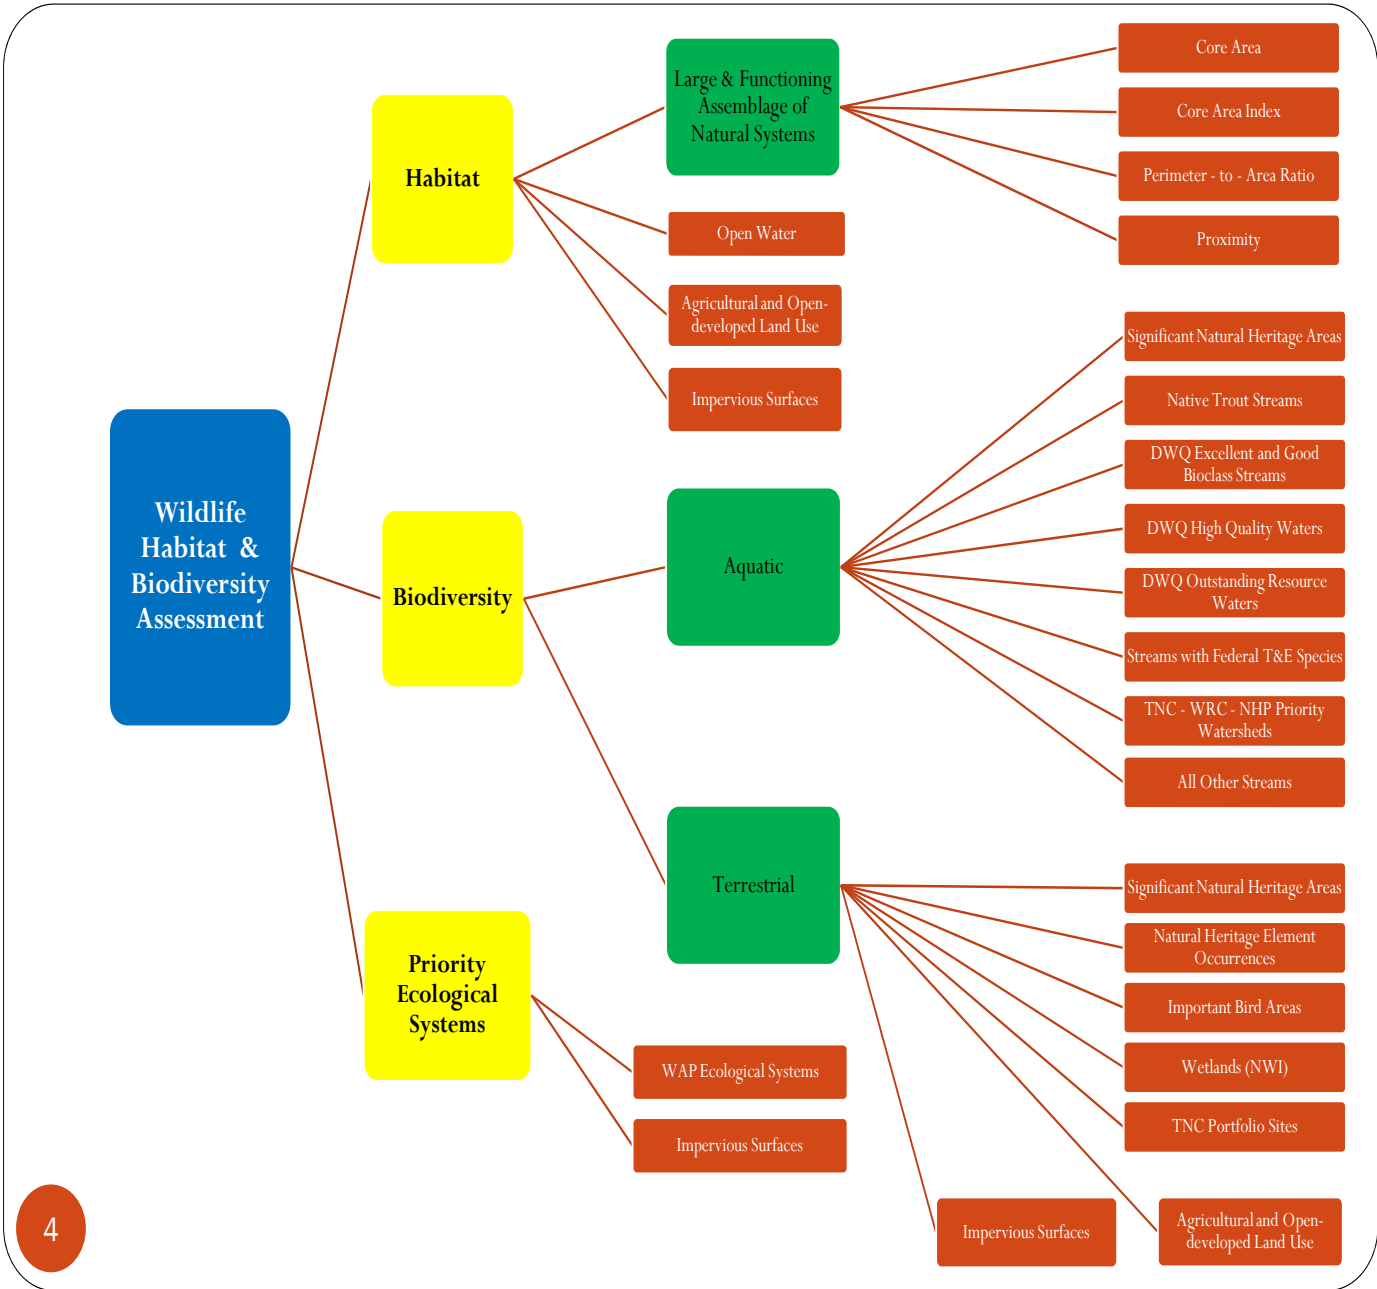 Wildlife
Habitat &
Biodiversity
Assessment
Habitat
Large & Functioning
Assemblage of
Natural Systems
Core Area
Core Area Index
Perimeter - to - Area Ratio
Proximity
Open Water
Agricultural and Open-
developed Land Use
Impervious Surfaces
Biodiversity
Aquatic
Significant Natural Heritage Areas
Native Trout Streams
DWQ Excellent and Good
Bioclass Streams
DWQ High Quality Waters
DWQ Outstanding Resource
Waters
Streams with Federal T&E Species
TNC - WRC - NHP Priority
Watersheds
All Other Streams
Terrestrial
Significant Natural Heritage Areas
Natural Heritage Element
Occurrences
Important Bird Areas
Wetlands (NWI)
TNC Portfolio Sites
Agricultural and Open-
developed Land Use
Impervious Surfaces
Priority
Ecological
Systems
WAP Ecological Systems
Impervious Surfaces
4